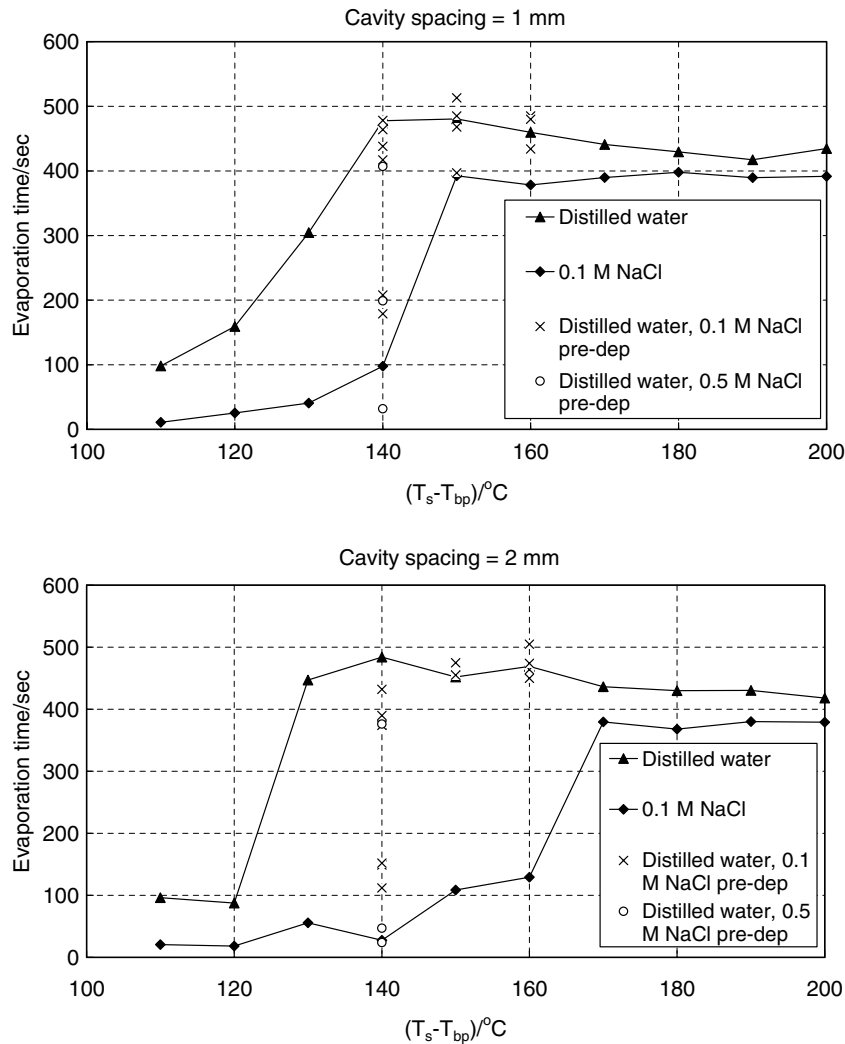 Cavity spacing = 1 mm
600
500
400
300
200
100
0
Evaporation time/sec
Distilled water
0.1 M NaCl
Distilled water, 0.1 M NaCl
pre-dep
Distilled water, 0.5 M NaCl
pre-dep
100
120
140
160
180
200
(Ts-Tbp)/°C
Cavity spacing = 2 mm
600
500
400
300
200
100
0
Evaporation time/sec
Distilled water
0.1 M NaCl
Distilled water, 0.1
M NaCl pre-dep
Distilled water, 0.5
M NaCl pre-dep
100
120
140
160
180
200
(Ts-Tbp)/°C